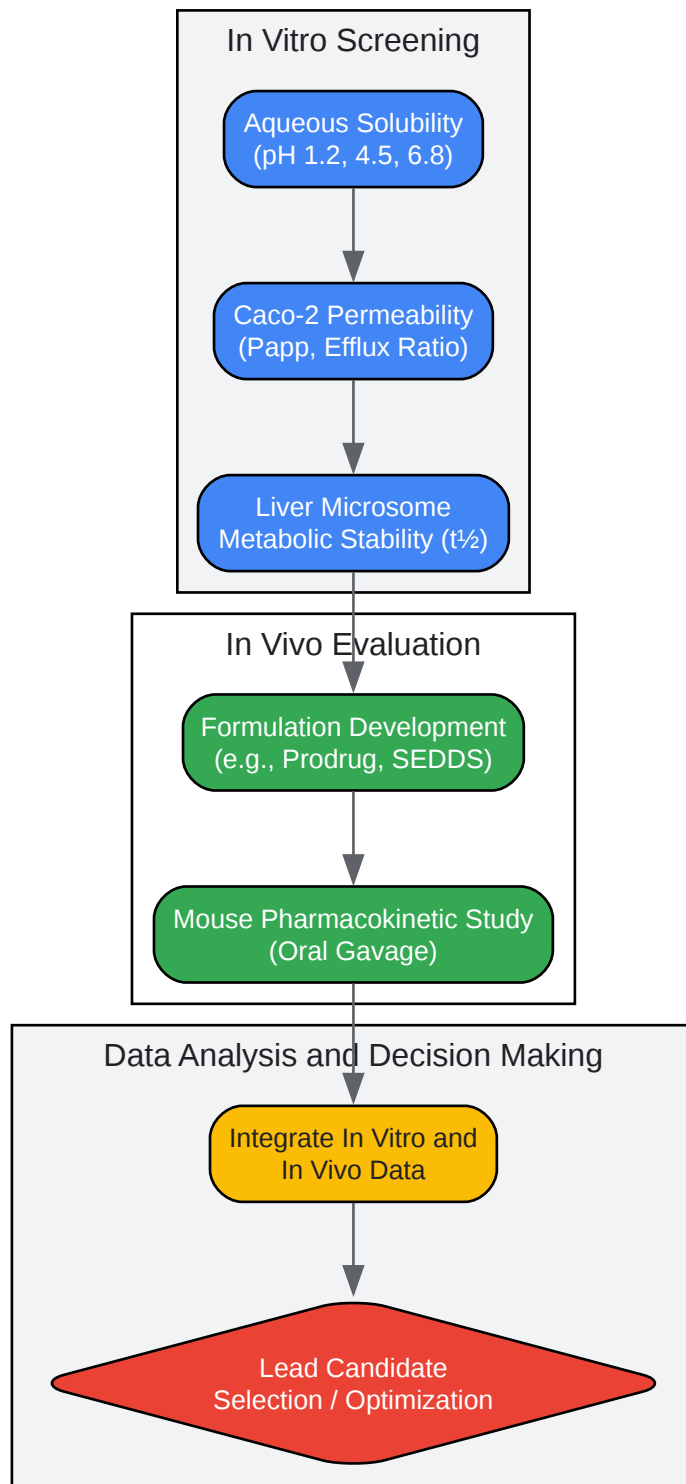 In Vitro Screening
Aqueous Solubility
(pH 1.2, 4.5, 6.8)
Caco-2 Permeability
(Papp, Efflux Ratio)
Liver Microsome
Metabolic Stability (t½)
In Vivo Evaluation
Formulation Development
(e.g., Prodrug, SEDDS)
Mouse Pharmacokinetic Study
(Oral Gavage)
Data Analysis and Decision Making
Integrate In Vitro and
In Vivo Data
Lead Candidate
Selection / Optimization